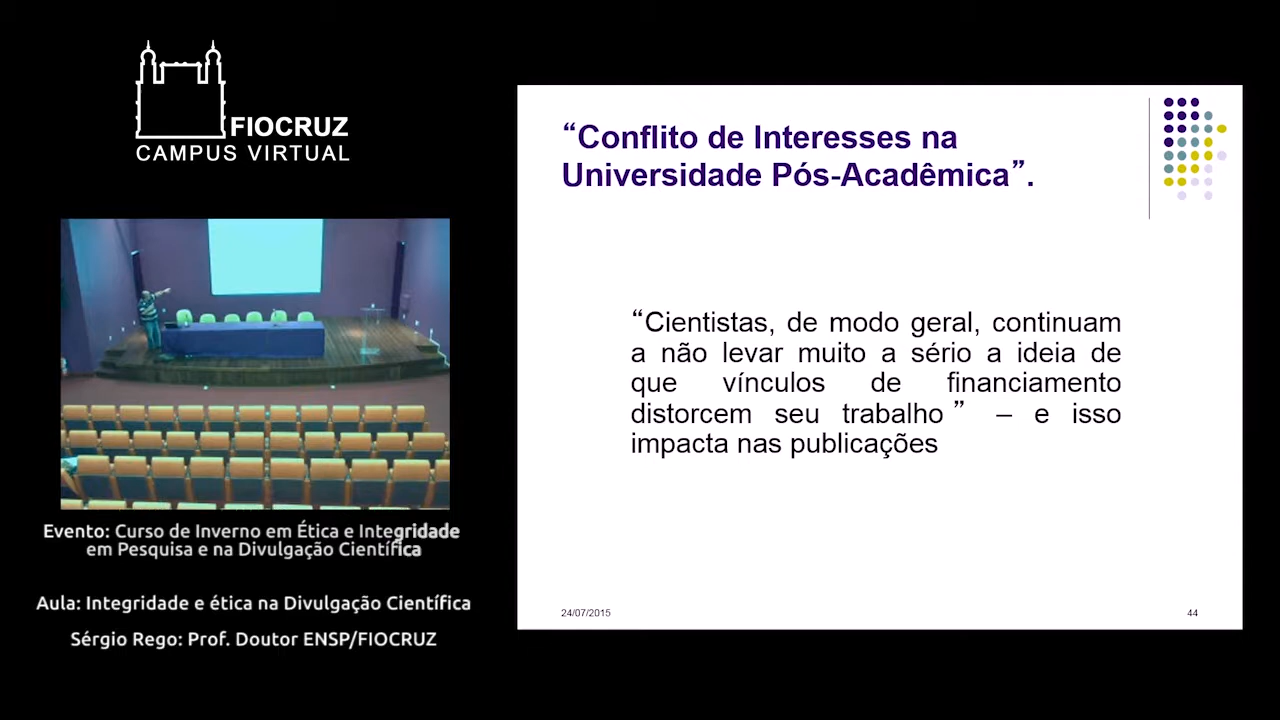 FIOCRUZ
CAMPUS VIRTUAL
Evento: Curso de Inverno em Ética e Integridade
em Pesquisa e na Divulgação Científica
Aula: Integridade e ética na Divulgação Científica
Sérgio Rego: Prof. Doutor ENSP/FIOCRUZ
“Conflito de Interesses na
Universidade Pós-Acadêmica”.
“Cientistas, de modo geral, continuam
a não levar muito a sério a ideia de
que vínculos de financiamento
distorcem seu trabalho” – e isso
impacta nas publicações
24/07/2015
44